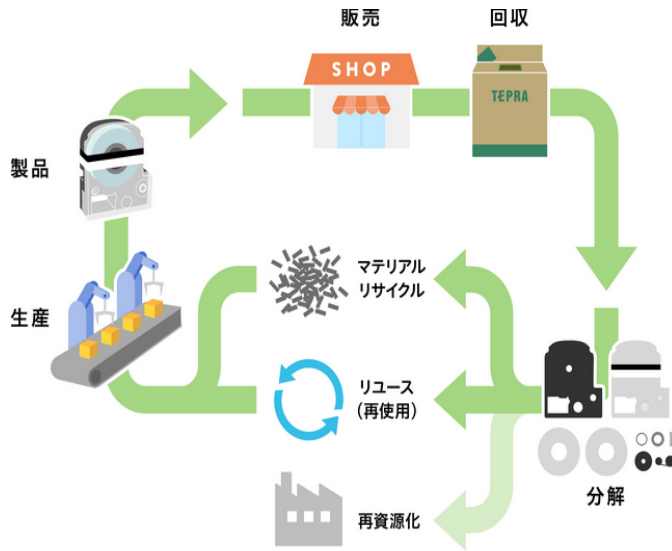 販売
回収
SHOP
TEPRA
製品
生産
マテリアル
リサイクル
リユース
(再使用)
再資源化
分解